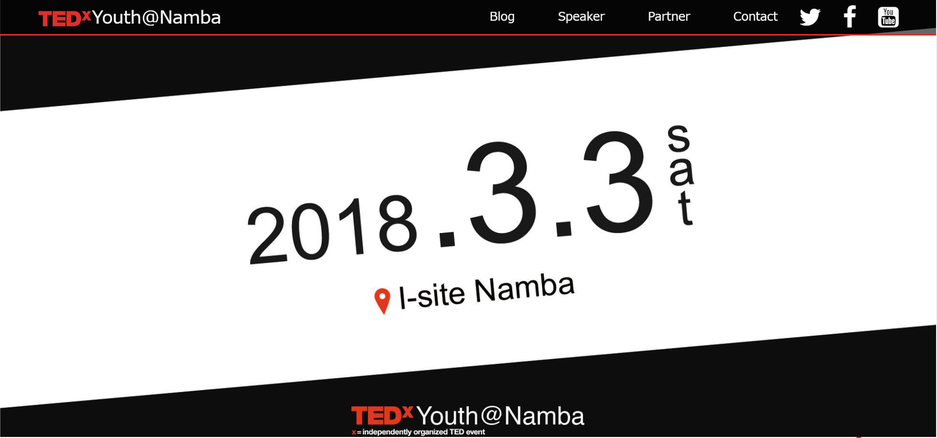 TEDxYouth@Namba
Blog Speaker Partner Contact
You
Tube
2018.3.3 sat
I-site Namba
TEDxYouth@Namba
x = independently organized TED event